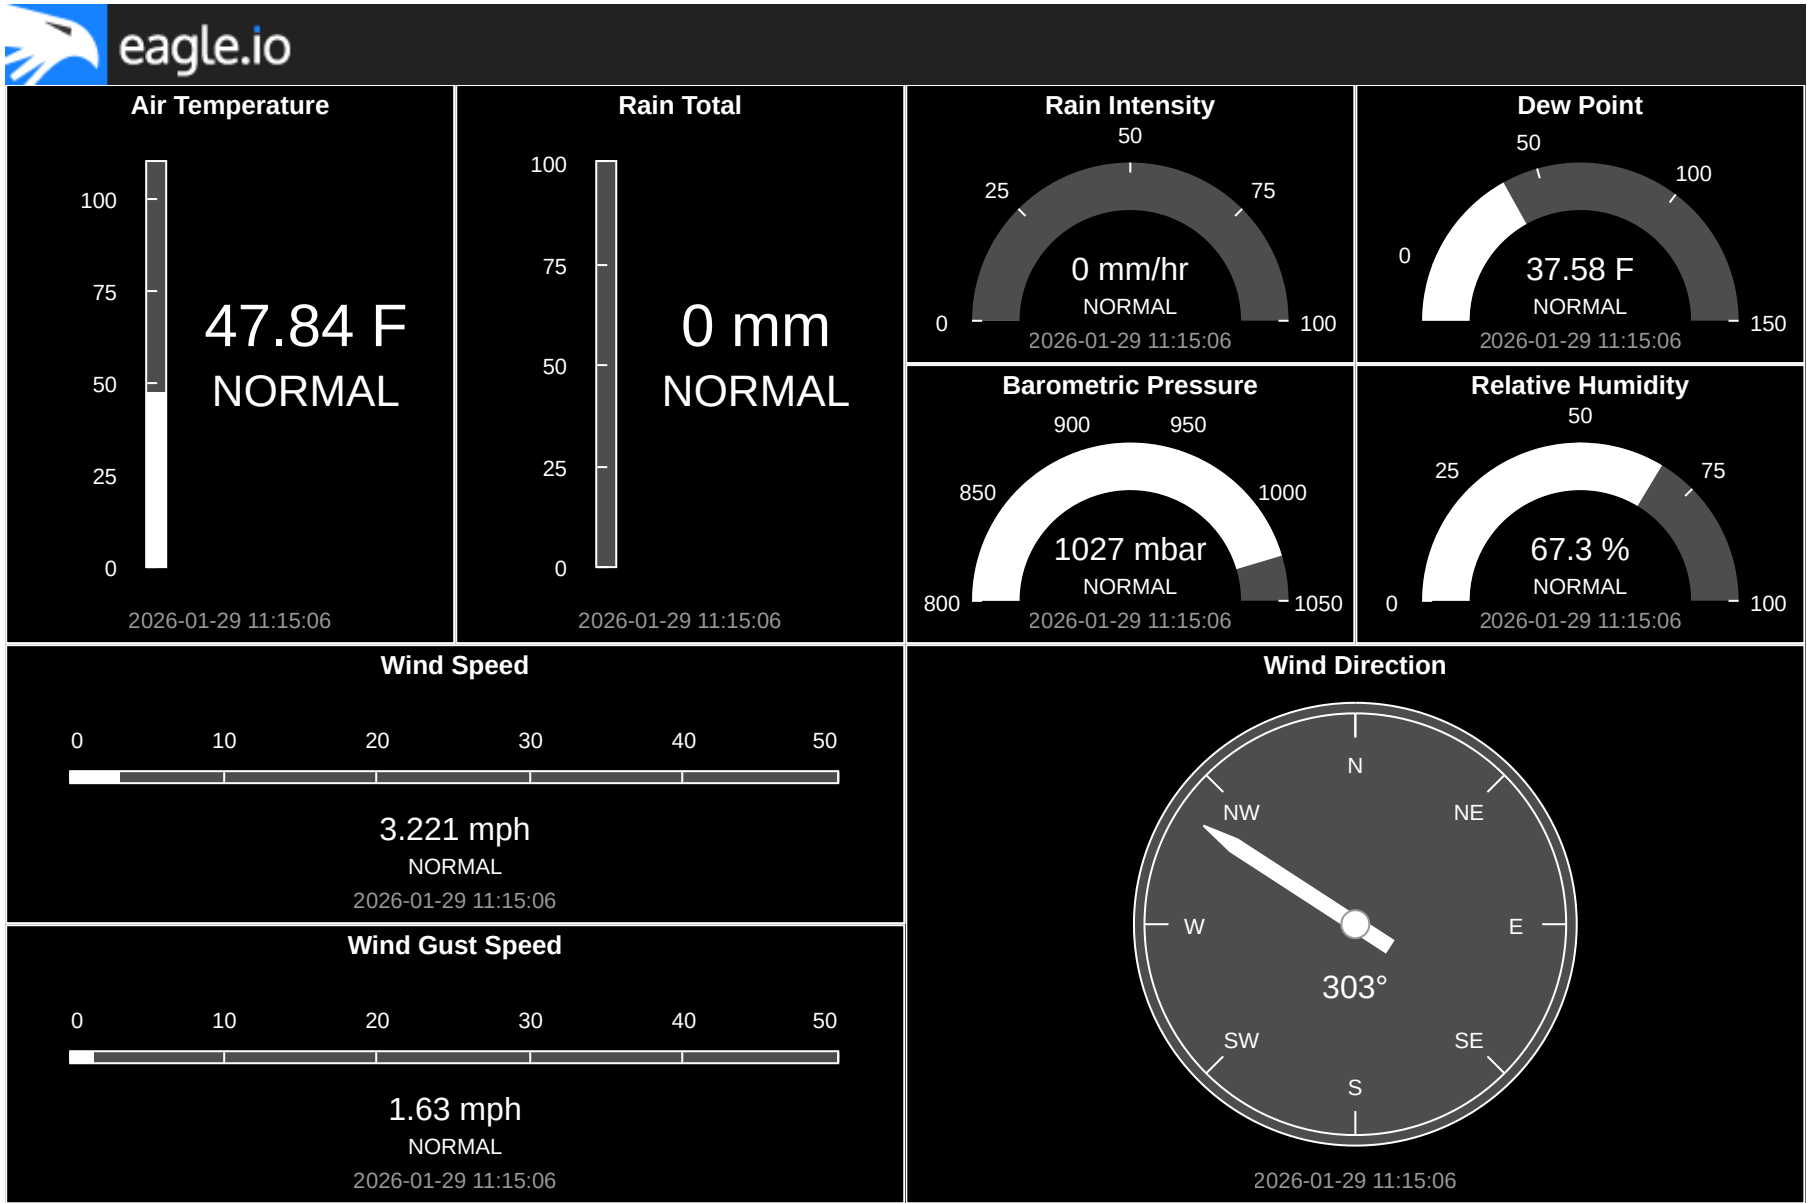 eagle.io
Air Temperature
100
75
50
25
0
47.84 F
NORMAL
2026-01-29 11:15:06
Rain Total
100
75
50
25
0
0 mm
NORMAL
2026-01-29 11:15:06
Rain Intensity
50
25
75
0 mm/hr
NORMAL
0
100
2026-01-29 11:15:06
Dew Point
50
100
0
37.58 F
NORMAL
150
2026-01-29 11:15:06
Barometric Pressure
900
950
850
1000
1027 mbar
NORMAL
800
1050
2026-01-29 11:15:06
Relative Humidity
50
25
75
67.3 %
NORMAL
0
100
2026-01-29 11:15:06
Wind Speed
0 10 20 30 40 50
3.221 mph
NORMAL
2026-01-29 11:15:06
Wind Gust Speed
0 10 20 30 40 50
1.63 mph
NORMAL
2026-01-29 11:15:06
Wind Direction
N
NW NE
W E
303°
SW SE
S
2026-01-29 11:15:06